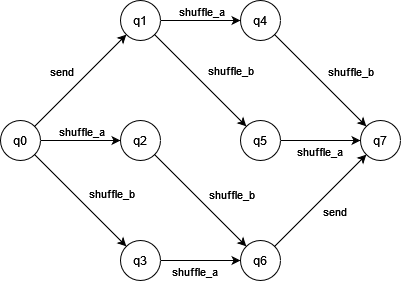 q1
shuffle_a
q4
send
shuffle_b
shuffle_b
q0
shuffle_a
q2
q5
shuffle_a
q7
shuffle_b
shuffle_b
send
q3
shuffle_a
q6